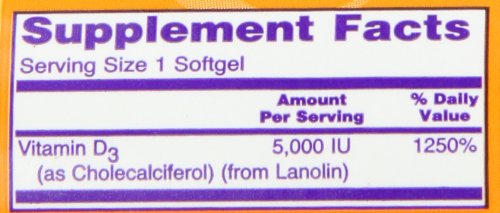 Supplement Facts
Serving Size 1 Softgel
Amount Per Serving % Daily Value
Vitamin D3 5,000 IU 1250%
(as Cholecalciferol) (from Lanolin)